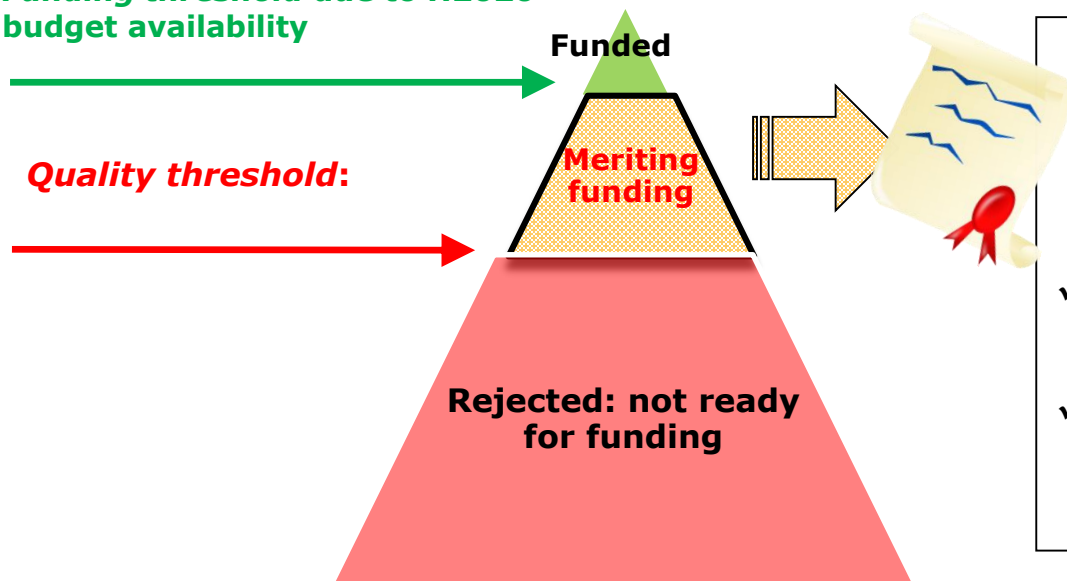 budget availability
Funded
Quality threshold:
Meriting
funding
Rejected: not ready
for funding